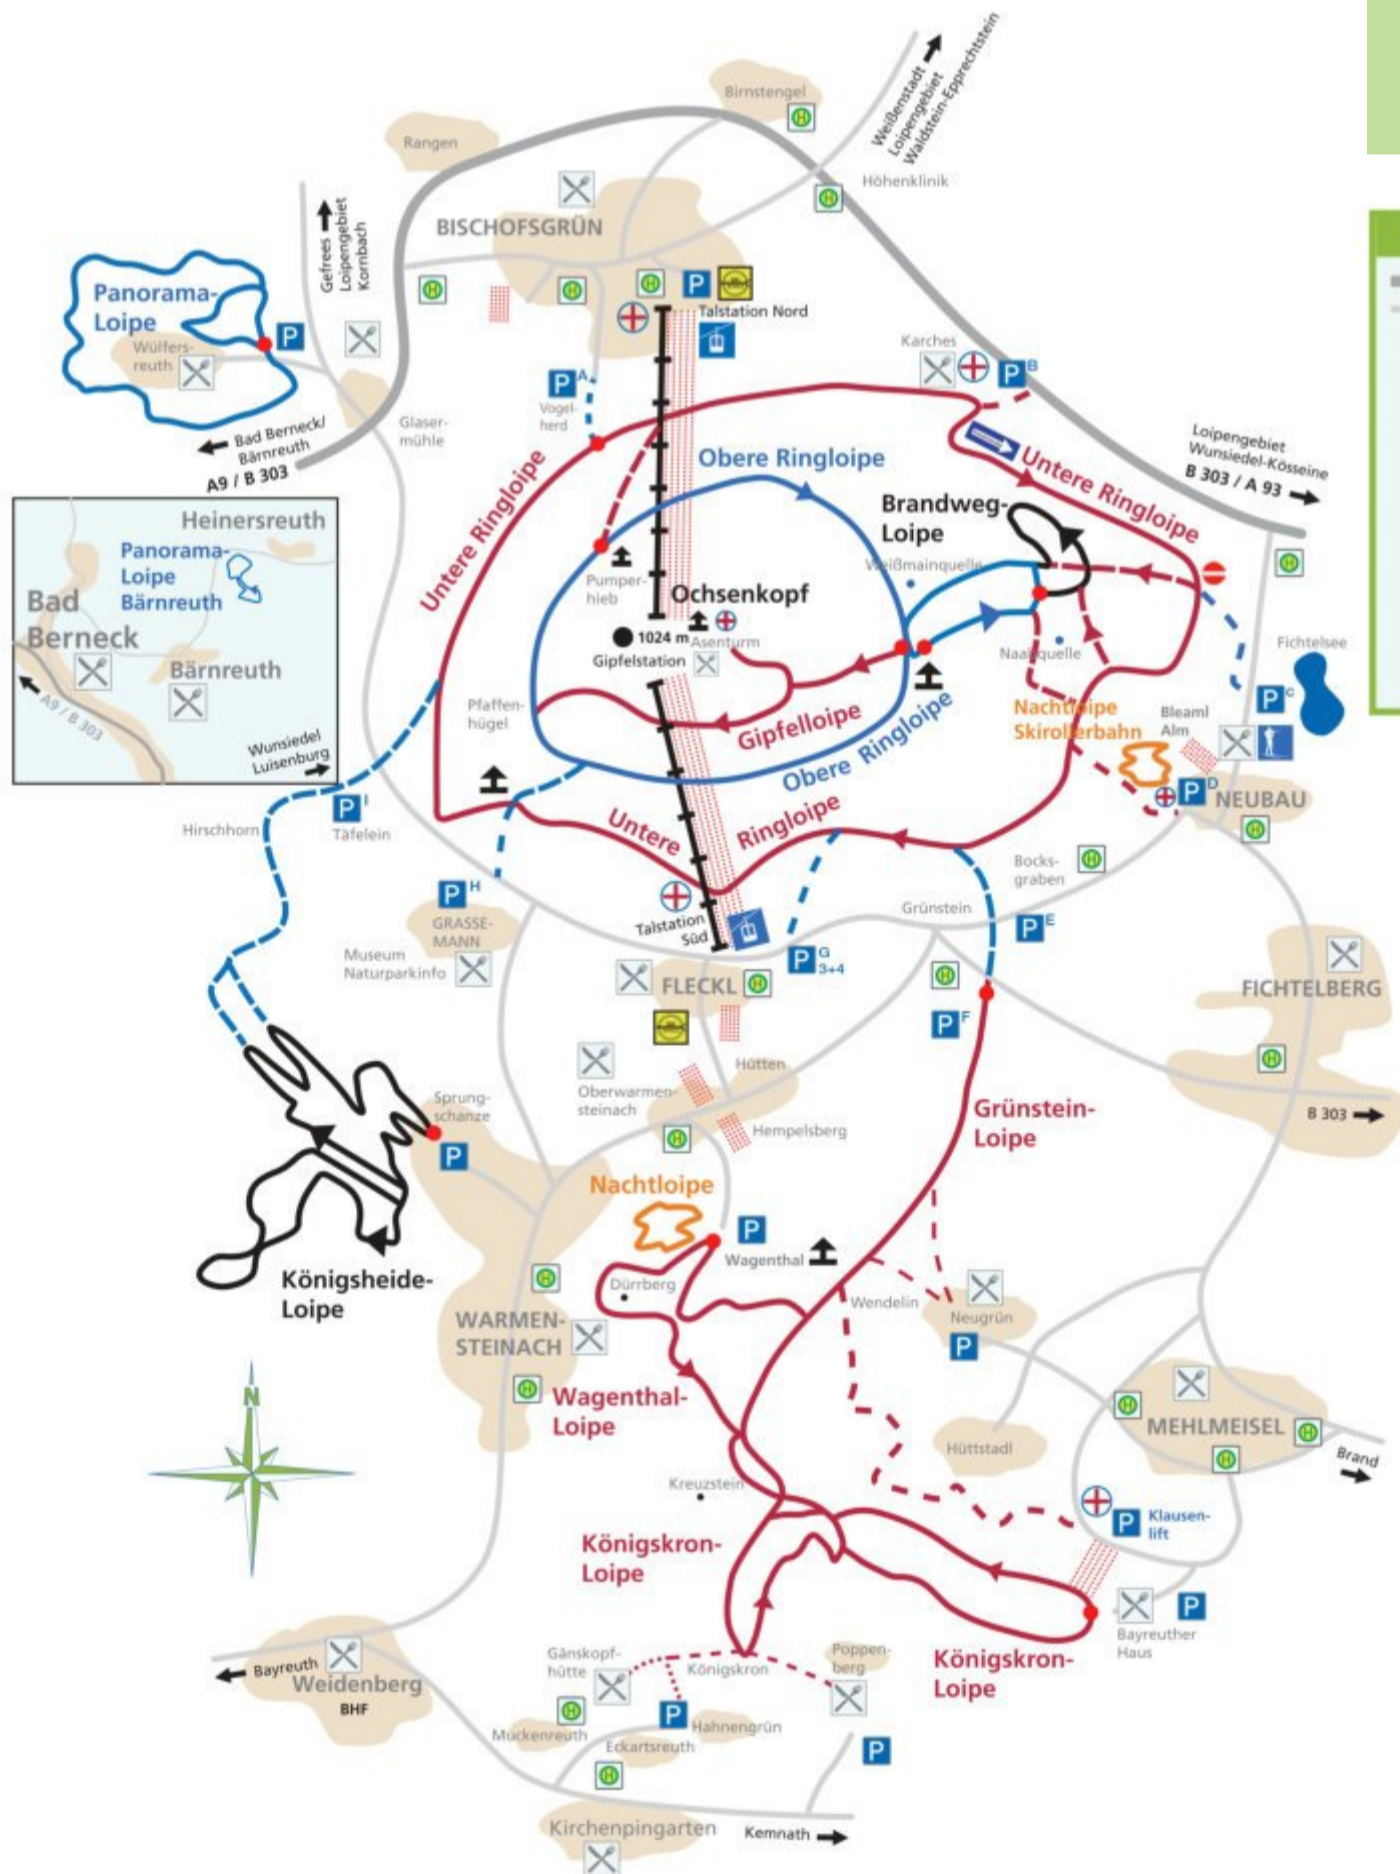 Birnstengel
Weißenstadt
Loipengebiet
Waldstein-Epprechtstein
Rangen
H
Höhenklinik
H
BISCHOFSGRÜN
Gefrees
Loipengebiet
Kornbach
H
H
H
P
Talstation Nord
Panorama-
Loipe
P
Wülfers-
reuth
Karches
P B
P A
Vogel-
herd
Glaser-
mühle
Bad Berneck/
Bärnreuth
A9 / B 303
Loipengebiet
Wunsiedel-Kösseine
B 303 / A 93
Obere Ringloipe
Untere Ringloipe
Untere Ringloipe
Brandweg-
Loipe
Heinersreuth
Panorama-
Loipe
Bärnreuth
Bad
Berneck
Bärnreuth
A9 / B 303
Wunsiedel
Luisenburg
Weißmainquelle
H
Pumper-
hieb
Ochsenkopf
1024 m
Asenturm
Gipfelstation
Naabquelle
Fichtelsee
P C
Pfaffen-
hügel
Gipfelloipe
Obere Ringloipe
Nachtloipe
Skirollerbahn
Bleaml
Alm
P D
NEUBAU
H
P I
Täfelein
Hirschhorn
Untere
Ringloipe
Bocks-
graben
H
P H
GRASSE-
MANN
Museum
Naturparkinfo
Talstation
Süd
Grünstein
P E
P G
3+4
H
FLECKL
H
P F
FICHTELBERG
H
B 303
Hütten
Oberwarmen-
steinach
Hempelsberg
H
Sprung-
schanze
P
Grünstein-
Loipe
Nachtloipe
P
Wagenthal
Königsheide-
Loipe
H
Dürrberg
Wendelin
Neugrün
P
WARMEN-
STEINACH
H
Wagenthal-
Loipe
N
H
MEHLMEISEL
H
H
Brand
Hüttstadl
Kreuzstein
P
Klausen-
lift
Königskron-
Loipe
P
Bayreuther
Haus
Königskron-
Loipe
Bayreuth
Weidenberg
BHF
Gänskopf-
hütte
Königskron
Poppen-
berg
H
P
Hahnengrün
Muckenreuth
Eckartsreuth
H
P
Kirchenpingarten
Kemnath